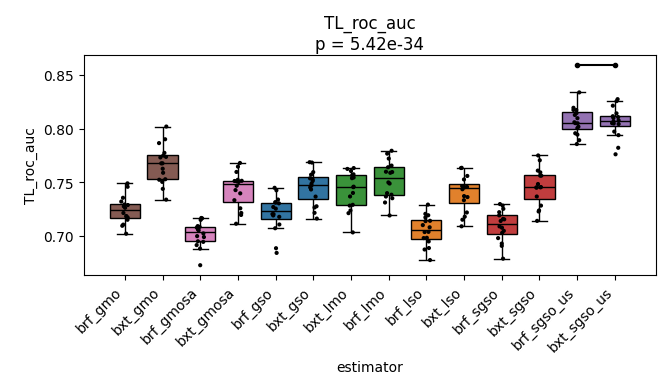 TL_roc_auc
p = 5.42e-34
TL_roc_auc
0.85
0.80
0.75
0.70
brf_gmo
bxt_gmo
brf_gmosa
bxt_gmosa
brf_gso
bxt_gso
bxt_lmo
brf_lmo
brf_lso
bxt_lso
brf_sgso
bxt_sgso
brf_sgso_us
bxt_sgso_us
estimator